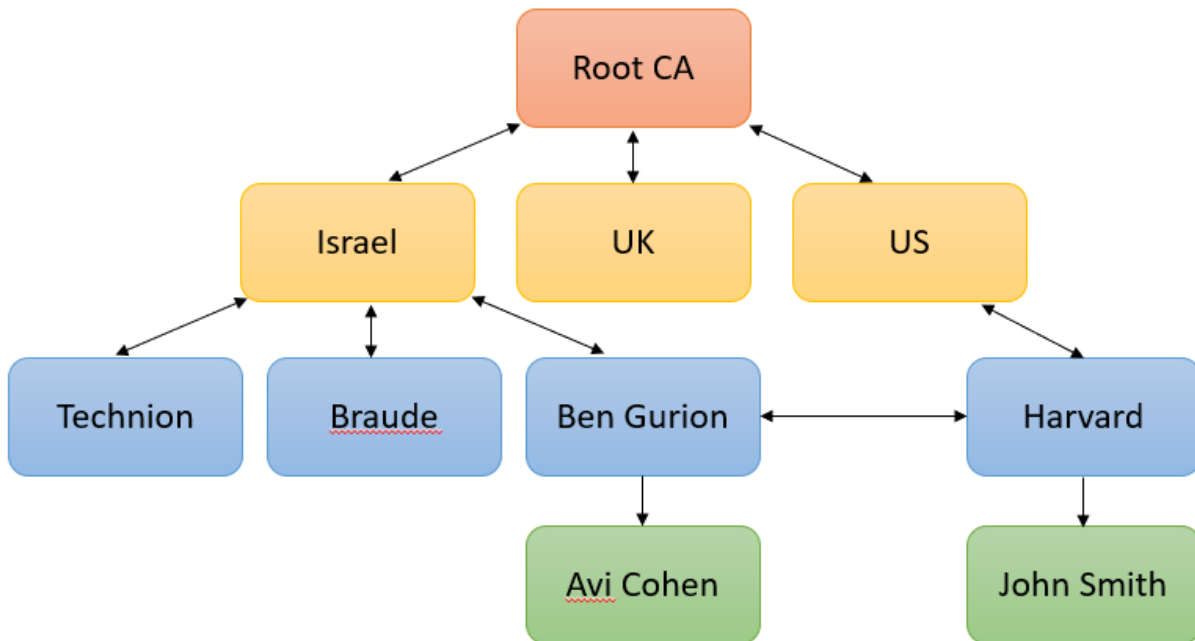 Root CA
Israel
UK
US
Technion
Braude
Ben Gurion
Harvard
Avi Cohen
John Smith